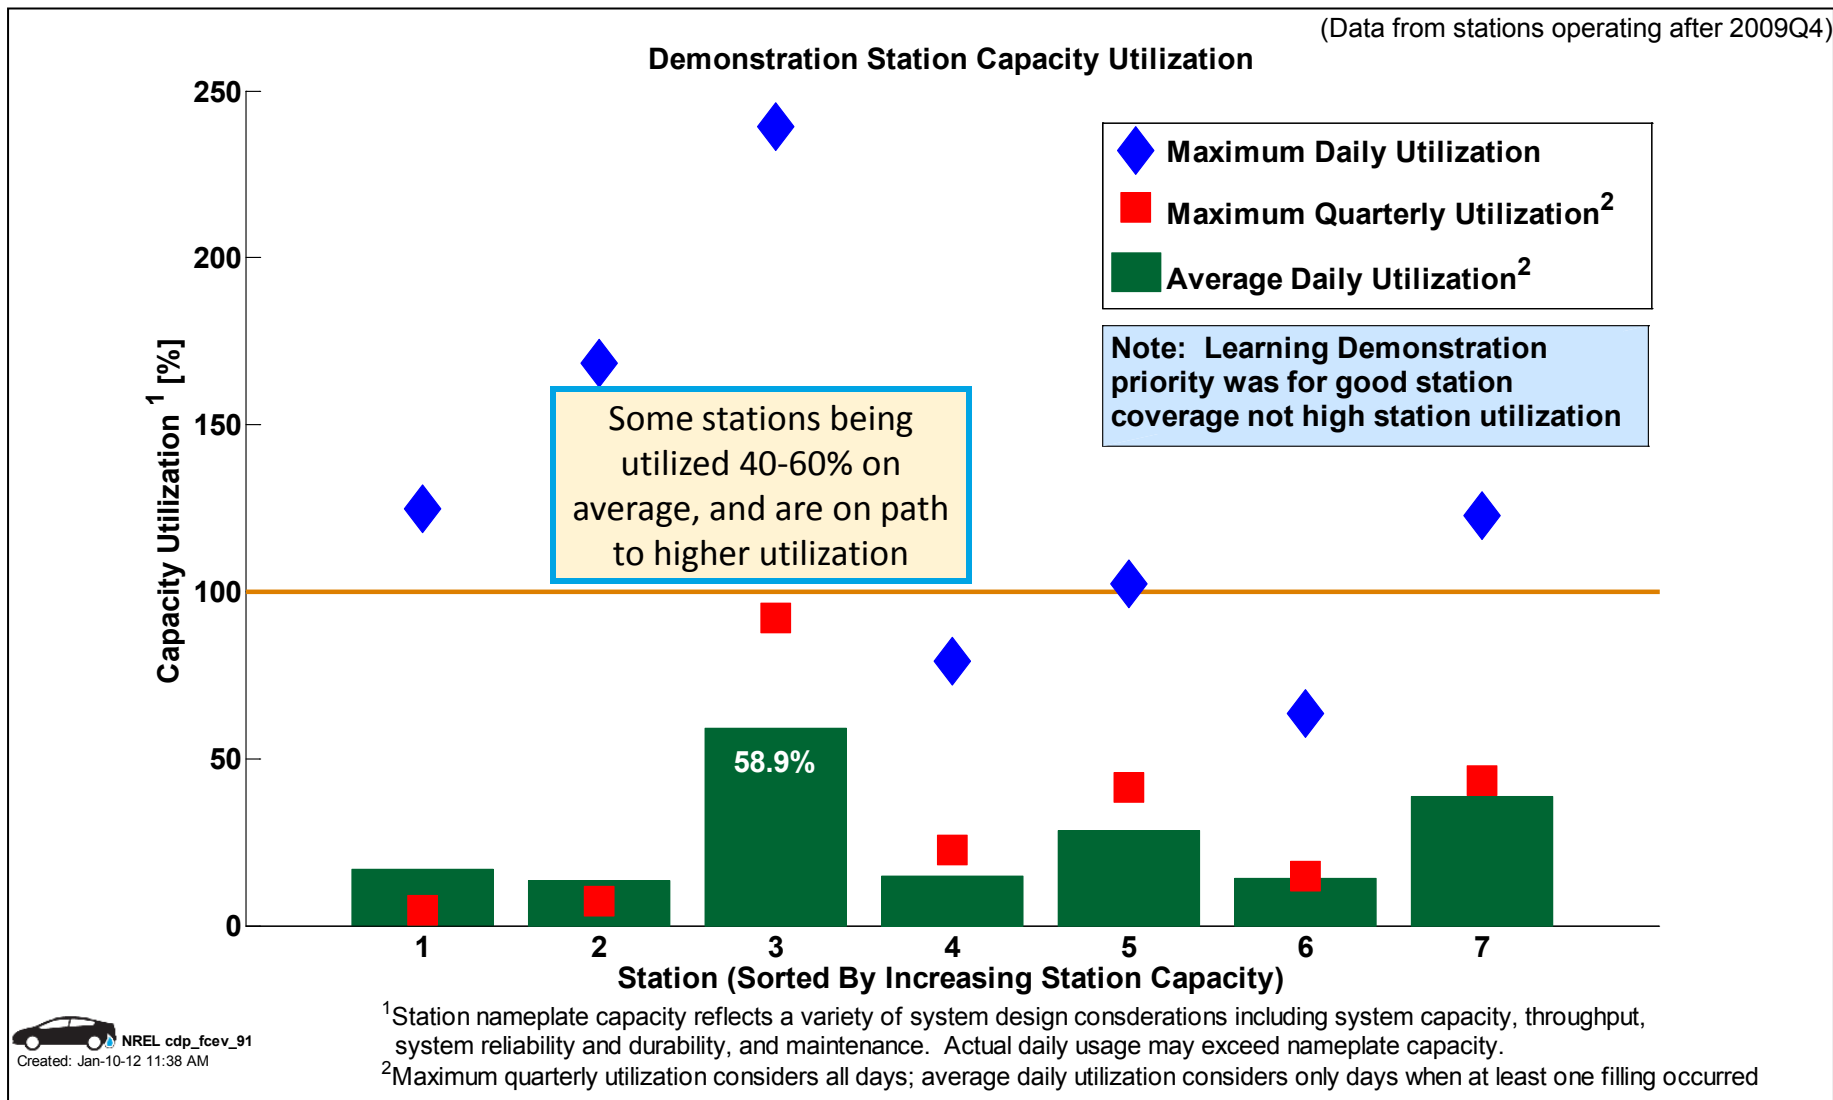 (Data from stations operating after 2009Q4)
Demonstration Station Capacity Utilization
Capacity Utilization ¹ [%]
250
200
150
100
50
0
Maximum Daily Utilization
Maximum Quarterly Utilization²
Average Daily Utilization²
Note: Learning Demonstration
priority was for good station
coverage not high station utilization
Some stations being
utilized 40-60% on
average, and are on path
to higher utilization
58.9%
1 2 3 4 5 6 7
Station (Sorted By Increasing Station Capacity)
NREL cdp_fcev_91
Created: Jan-10-12 11:38 AM
¹Station nameplate capacity reflects a variety of system design consderations including system capacity, throughput,
system reliability and durability, and maintenance. Actual daily usage may exceed nameplate capacity.
²Maximum quarterly utilization considers all days; average daily utilization considers only days when at least one filling occurred